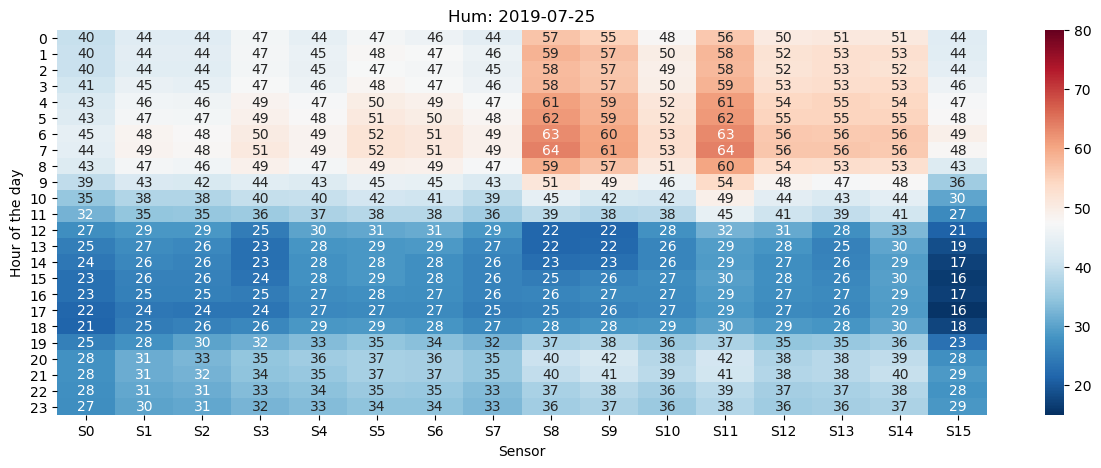 Hum: 2019-07-25
Hour of the day
0 40 44 44 47 44 47 46 44 57 55 48 56 50 51 51 44
1 40 44 44 47 45 48 47 46 59 57 50 58 52 53 53 44
2 40 44 44 47 45 47 47 45 58 57 49 58 52 53 52 44
3 41 45 45 47 46 48 47 46 58 57 50 59 53 53 53 46
4 43 46 46 49 47 50 49 47 61 59 52 61 54 55 54 47
5 43 47 47 49 48 51 50 48 62 59 52 62 55 55 55 48
6 45 48 48 50 49 52 51 49 63 60 53 63 56 56 56 49
7 44 49 48 51 49 52 51 49 64 61 53 64 56 56 56 48
8 43 47 46 49 47 49 49 47 59 57 51 60 54 53 53 43
9 39 43 42 44 43 45 45 43 51 49 46 54 48 47 48 36
10 35 38 38 40 40 42 41 39 45 42 42 49 44 43 44 30
11 32 35 35 36 37 38 38 36 39 38 38 45 41 39 41 27
12 27 29 29 25 30 31 31 29 22 22 28 32 31 28 33 21
13 25 27 26 23 28 29 29 27 22 22 26 29 28 25 30 19
14 24 26 26 23 28 28 28 26 23 23 26 29 27 26 29 17
15 23 26 26 24 28 29 28 26 25 26 27 30 28 26 30 16
16 23 25 25 25 27 28 27 26 26 27 27 29 27 27 29 17
17 22 24 24 24 27 27 27 25 25 26 27 29 27 26 29 16
18 21 25 26 26 29 29 28 27 28 28 29 30 29 28 30 18
19 25 28 30 32 33 35 34 32 37 38 36 37 35 35 36 23
20 28 31 33 35 36 37 36 35 40 42 38 42 38 38 39 28
21 28 31 32 34 35 37 37 35 40 41 39 41 38 38 40 29
22 28 31 31 33 34 35 35 33 37 38 36 39 37 37 38 28
23 27 30 31 32 33 34 34 33 36 37 36 38 36 36 37 29
S0 S1 S2 S3 S4 S5 S6 S7 S8 S9 S10 S11 S12 S13 S14 S15
Sensor
80
70
60
50
40
30
20